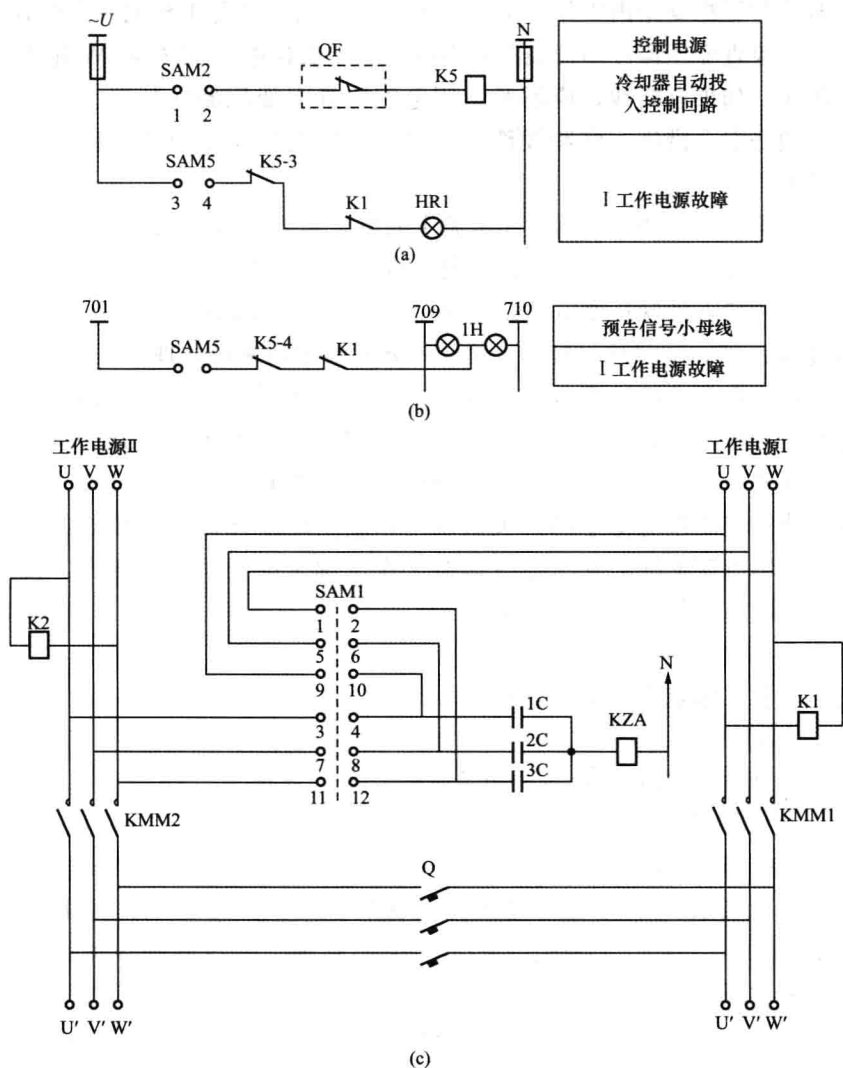 ~U
N
控制电源
QF
SAM2
K5
冷却器自动投
入控制回路
1 2
SAM5
K5-3
3 4
K1
HR1
I 工作电源故障
(a)
701
709
710
1H
预告信号小母线
SAM5
K5-4
K1
I 工作电源故障
(b)
工作电源II
U V W
工作电源I
U V W
SAM1
K2
1 2
5 6
9 10
N
K1
1C
KZA
3 4
2C
7 8
3C
11 12
KMM2
KMM1
Q
U′ V′ W′
U′ V′ W′
(c)